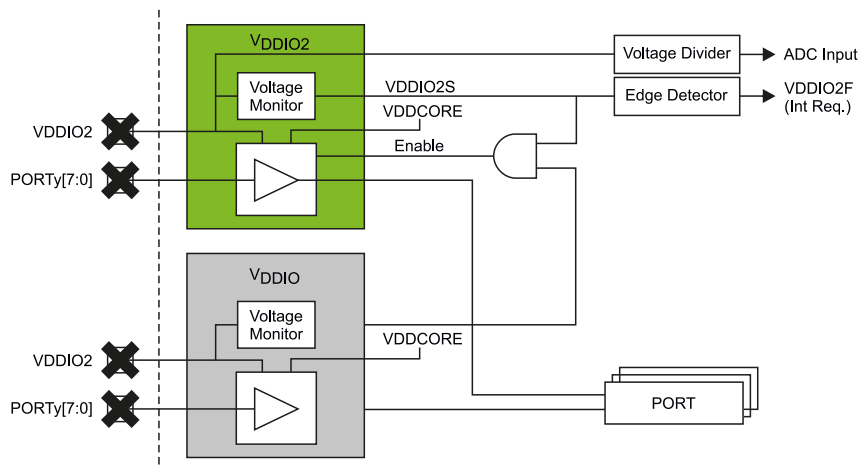 VDDIO2
Voltage Divider
ADC Input
Voltage
Monitor
VDDIO2S
Edge Detector
VDDIO2F
(Int Req.)
VDDCORE
VDDIO2
Enable
PORTy[7:0]
VDDIO
Voltage
Monitor
VDDCORE
VDDIO2
PORTy[7:0]
PORT